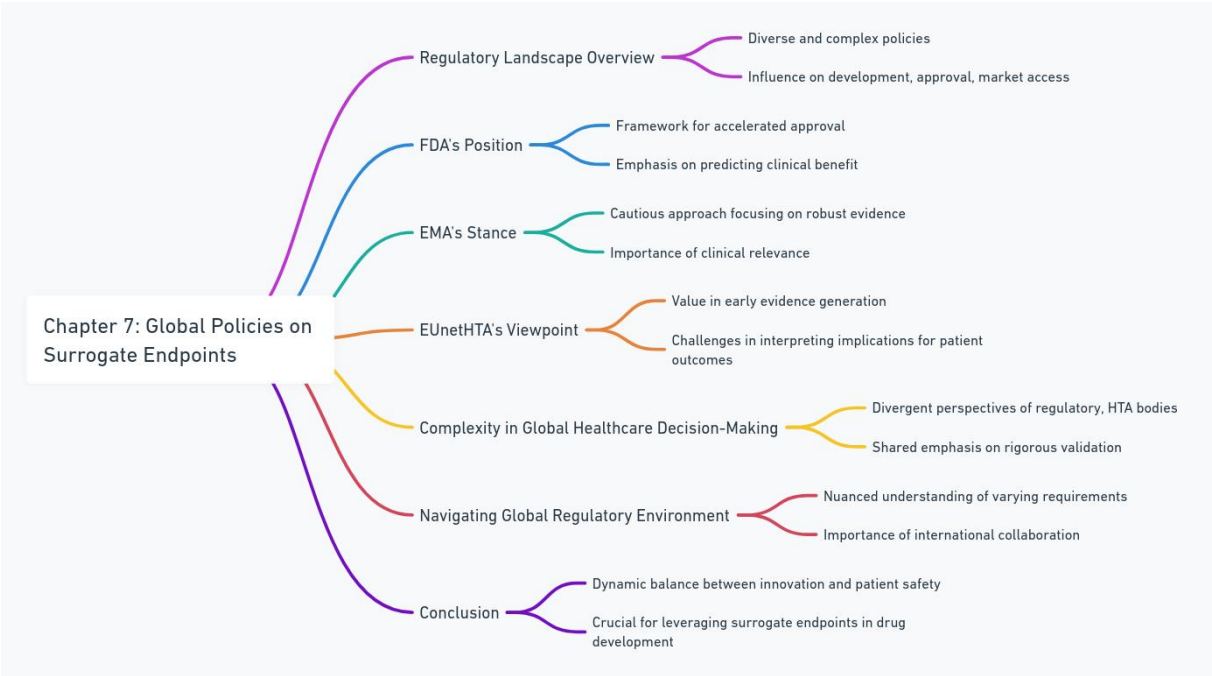 Chapter 7: Global Policies on
Surrogate Endpoints
Regulatory Landscape Overview
Diverse and complex policies
Influence on development, approval, market access
FDA's Position
Framework for accelerated approval
Emphasis on predicting clinical benefit
EMA's Stance
Cautious approach focusing on robust evidence
Importance of clinical relevance
EUnetHTA's Viewpoint
Value in early evidence generation
Challenges in interpreting implications for patient
outcomes
Complexity in Global Healthcare Decision-Making
Divergent perspectives of regulatory, HTA bodies
Shared emphasis on rigorous validation
Navigating Global Regulatory Environment
Nuanced understanding of varying requirements
Importance of international collaboration
Conclusion
Dynamic balance between innovation and patient safety
Crucial for leveraging surrogate endpoints in drug
development